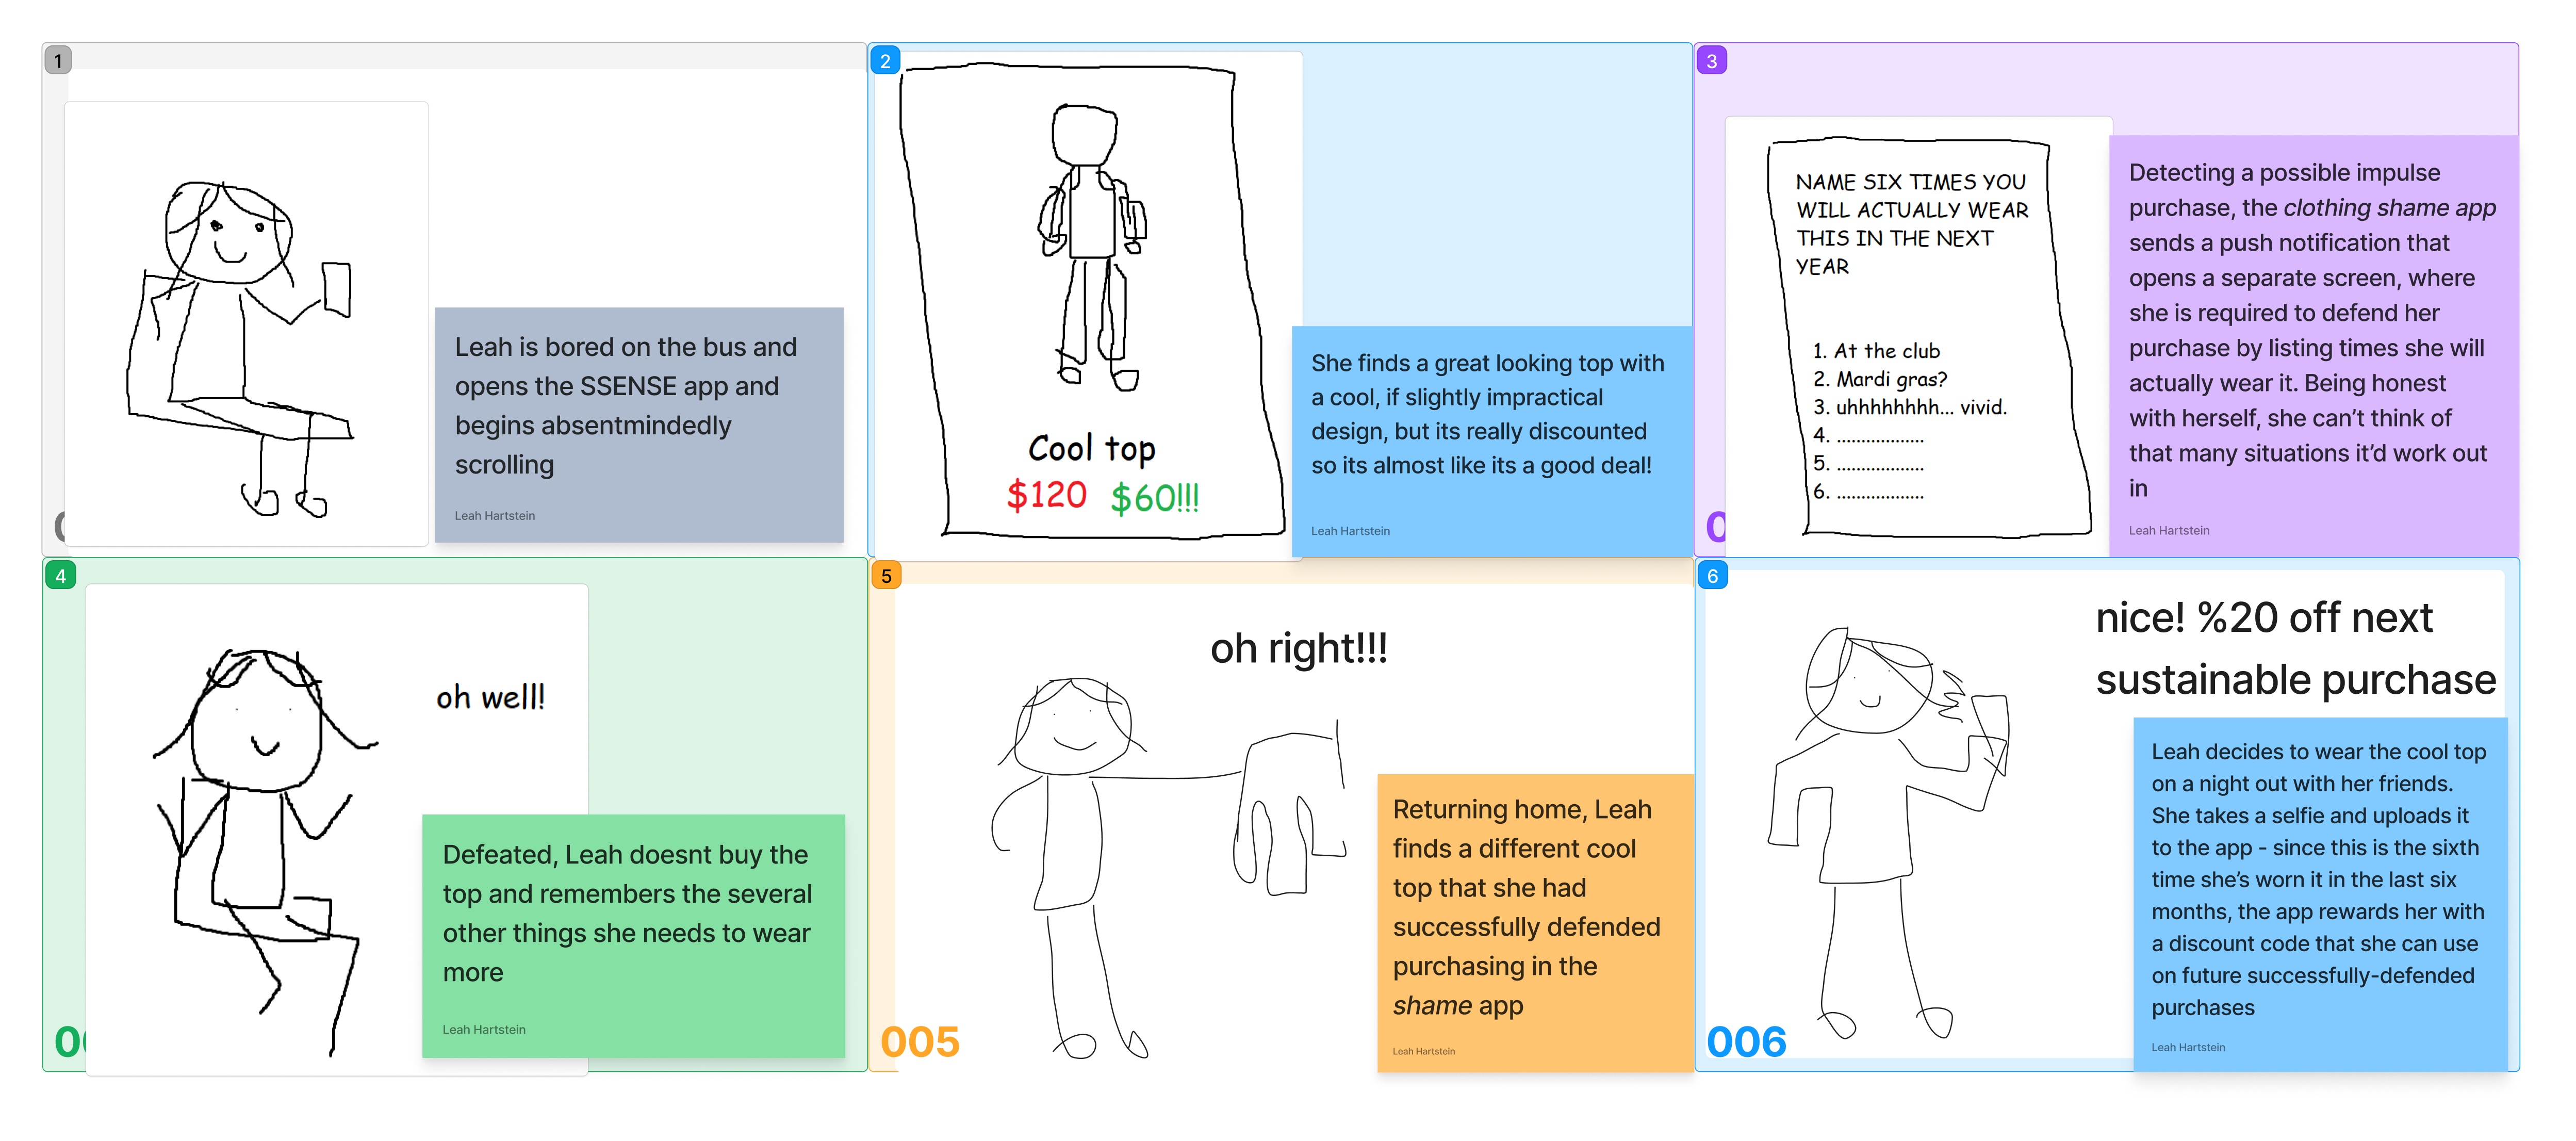 1
Leah is bored on the bus and
opens the SSENSE app and
begins absentmindedly
scrolling
Leah Hartstein
2
Cool top
$120 $60!!!
She finds a great looking top with
a cool, if slightly impractical
design, but its really discounted
so its almost like its a good deal!
Leah Hartstein
3
NAME SIX TIMES YOU
WILL ACTUALLY WEAR
THIS IN THE NEXT
YEAR
1. At the club
2. Mardi gras?
3. uhhhhhhhh... vivid.
4. ..................
5. ..................
6. ..................
Detecting a possible impulse
purchase, the clothing shame app
sends a push notification that
opens a separate screen, where
she is required to defend her
purchase by listing times she will
actually wear it. Being honest
with herself, she can't think of
that many situations it'd work out
in
Leah Hartstein
0
4
oh well!
Defeated, Leah doesnt buy the
top and remembers the several
other things she needs to wear
more
Leah Hartstein
00
5
oh right!!!
Returning home, Leah
finds a different cool
top that she had
successfully defended
purchasing in the
shame app
Leah Hartstein
005
6
nice! %20 off next
sustainable purchase
Leah decides to wear the cool top
on a night out with her friends.
She takes a selfie and uploads it
to the app - since this is the sixth
time she's worn it in the last six
months, the app rewards her with
a discount code that she can use
on future successfully-defended
purchases
Leah Hartstein
006